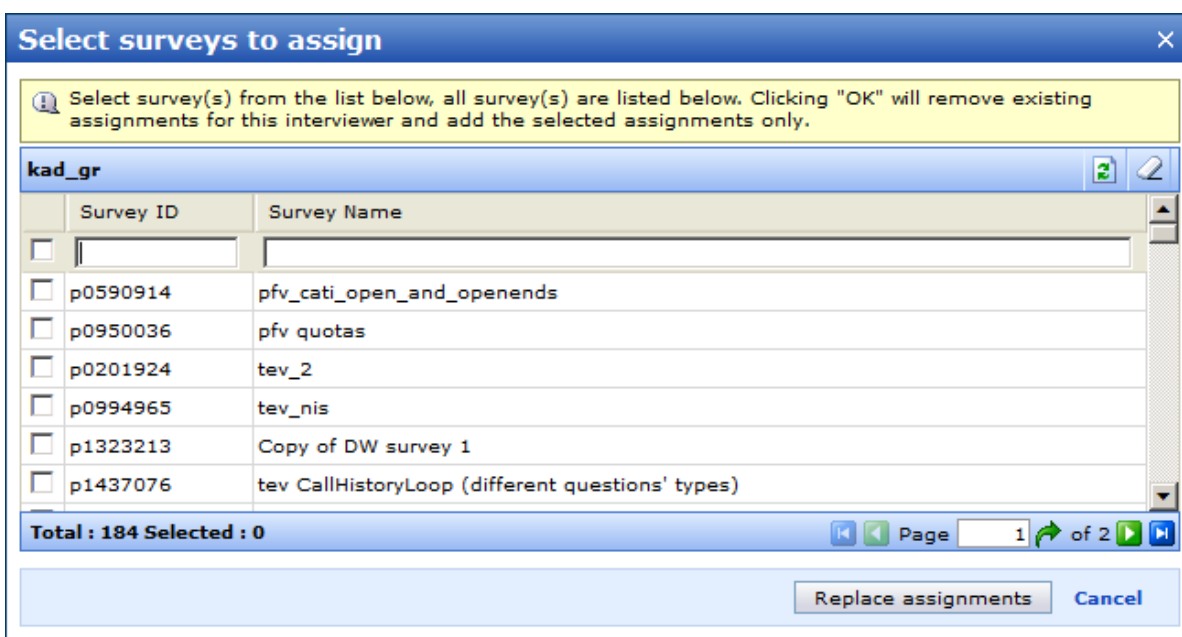 Select surveys to assign
Select survey(s) from the list below, all survey(s) are listed below. Clicking "OK" will remove existing
assignments for this interviewer and add the selected assignments only.
kad_gr
Survey ID Survey Name
p0590914 pfv_cati_open_and_openends
p0950036 pfv quotas
p0201924 tev_2
p0994965 tev_nis
p1323213 Copy of DW survey 1
p1437076 tev CallHistoryLoop (different questions' types)
Total : 184 Selected : 0 Page 1 of 2
Replace assignments Cancel